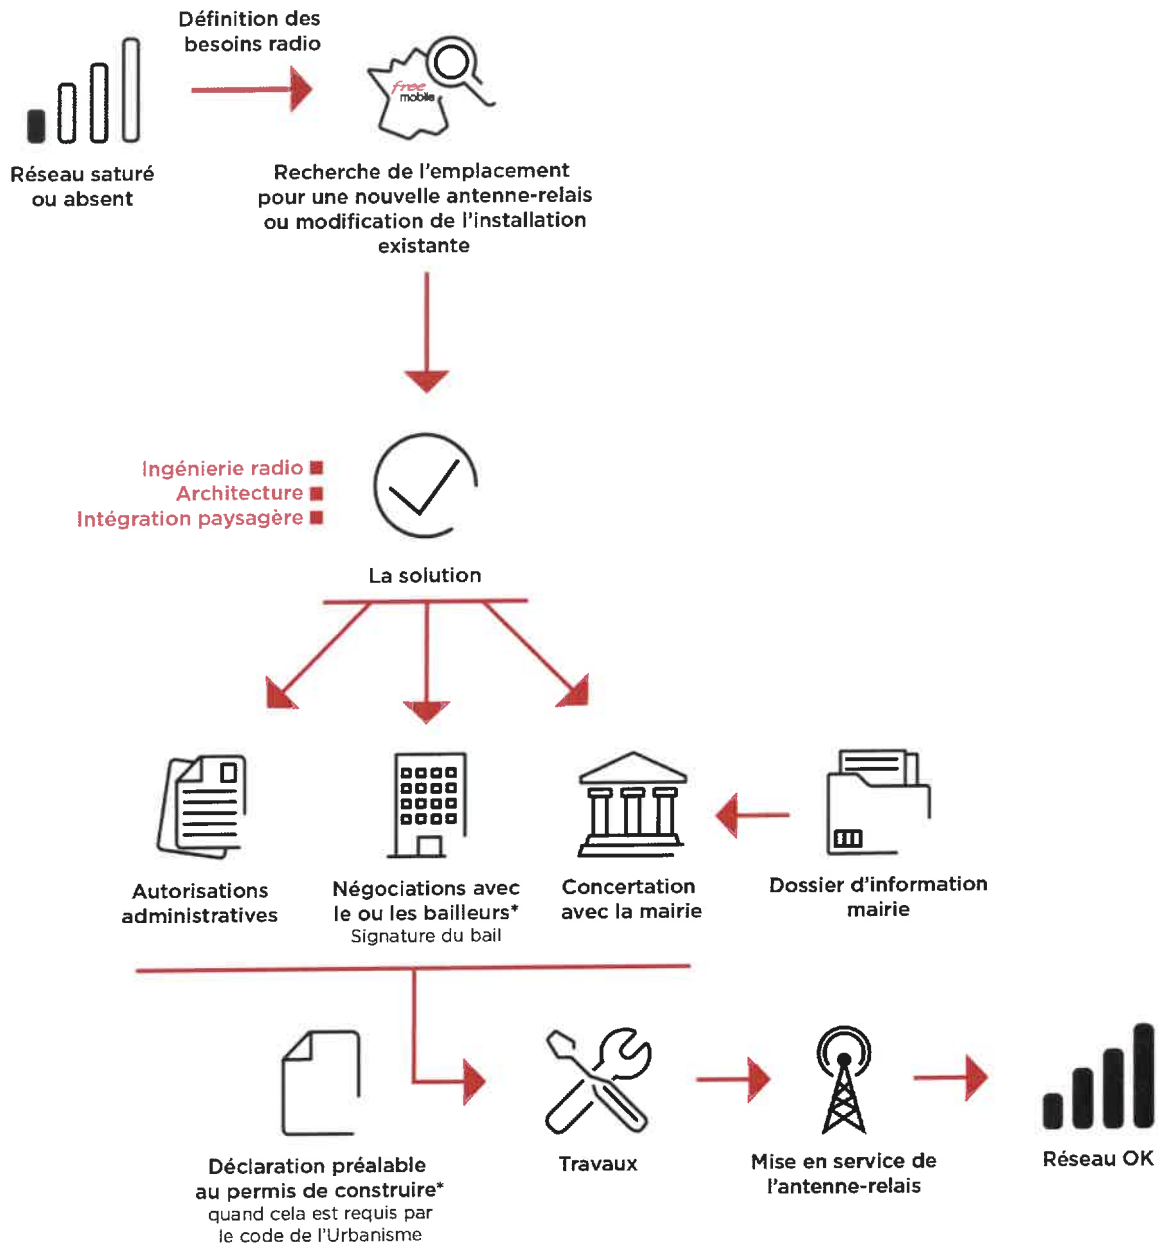 Définition des
besoins radio
free
mobile
Réseau saturé
ou absent
Recherche de l'emplacement
pour une nouvelle antenne-relais
ou modification de l'installation
existante
Ingénierie radio
Architecture
Intégration paysagère
La solution
Autorisations
administratives
Négociations avec
le ou les bailleurs*
Signature du bail
Concertation
avec la mairie
Dossier d'information
mairie
Déclaration préalable
au permis de construire*
quand cela est requis par
le code de l'Urbanisme
Travaux
Mise en service de
l'antenne-relais
Réseau OK